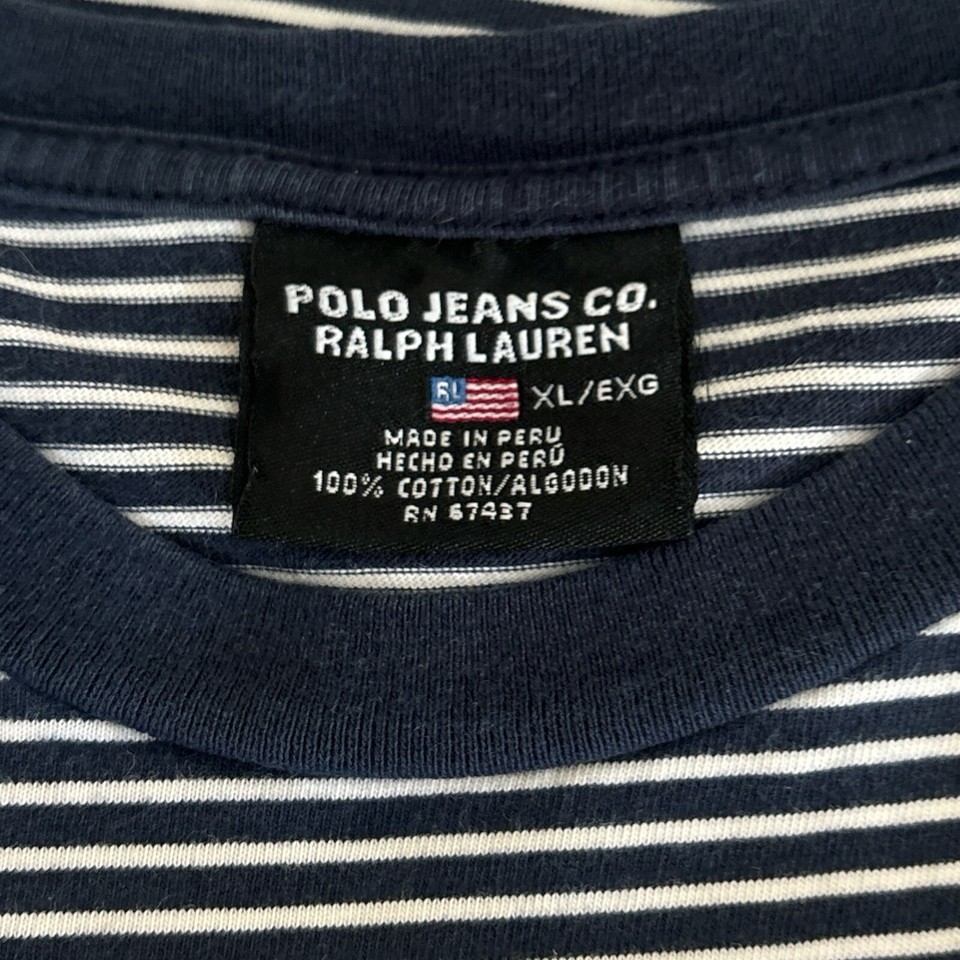 POLO JEANS CO.
RALPH LAUREN
RL XL/EXG
MADE IN PERU
HECHO EN PERÚ
100% COTTON/ALGODON
RN 67437